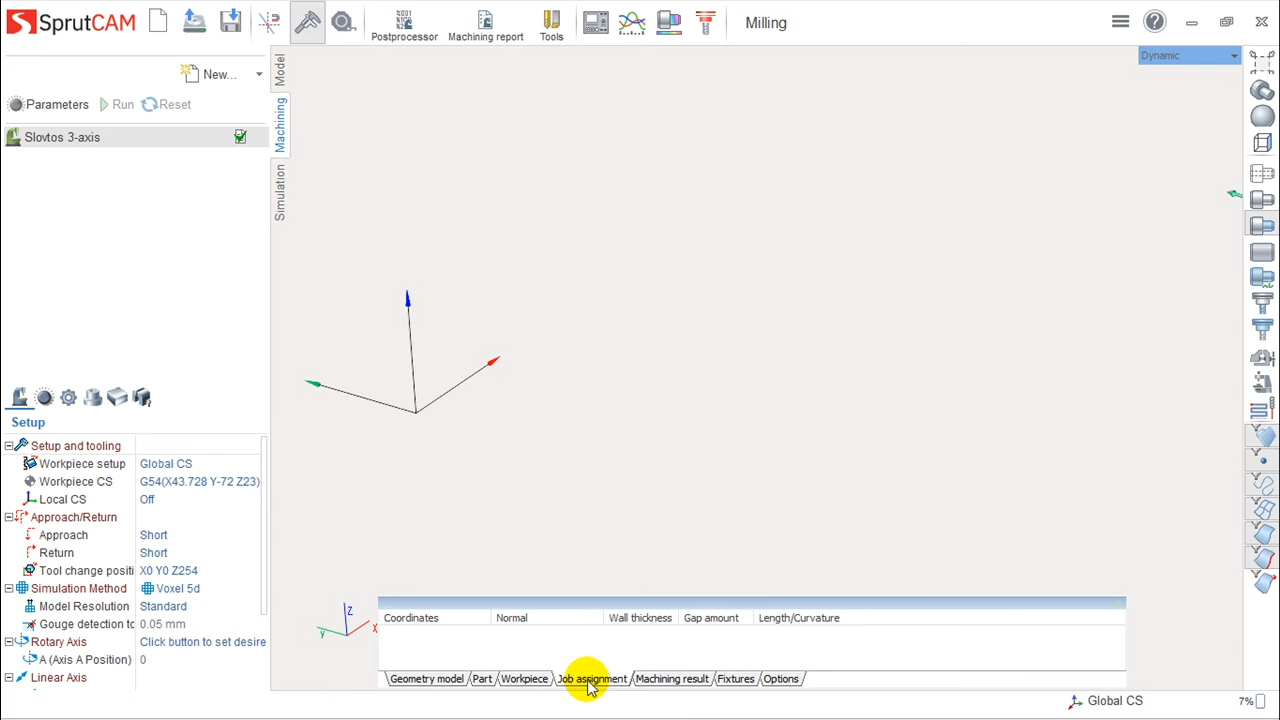 SprutCAM
%001
N1G1
N2C2
Postprocessor
Machining report
Tools
Milling
New...
Parameters
Run
Reset
Slovtos 3-axis
Model
Machining
Simulation
Dynamic
Setup
Setup and tooling
Workpiece setup Global CS
Workpiece CS G54(X43.728 Y-72 Z23)
Local CS Off
Approach/Return
Approach Short
Return Short
Tool change positi X0 Y0 Z254
Simulation Method Voxel 5d
Model Resolution Standard
Gouge detection to 0.05 mm
Rotary Axis Click button to set desire
A (Axis A Position) 0
Linear Axis
Z
Y
X
Coordinates Normal Wall thickness Gap amount Length/Curvature
Geometry model Part Workpiece Job assignment Machining result Fixtures Options
Global CS
7%